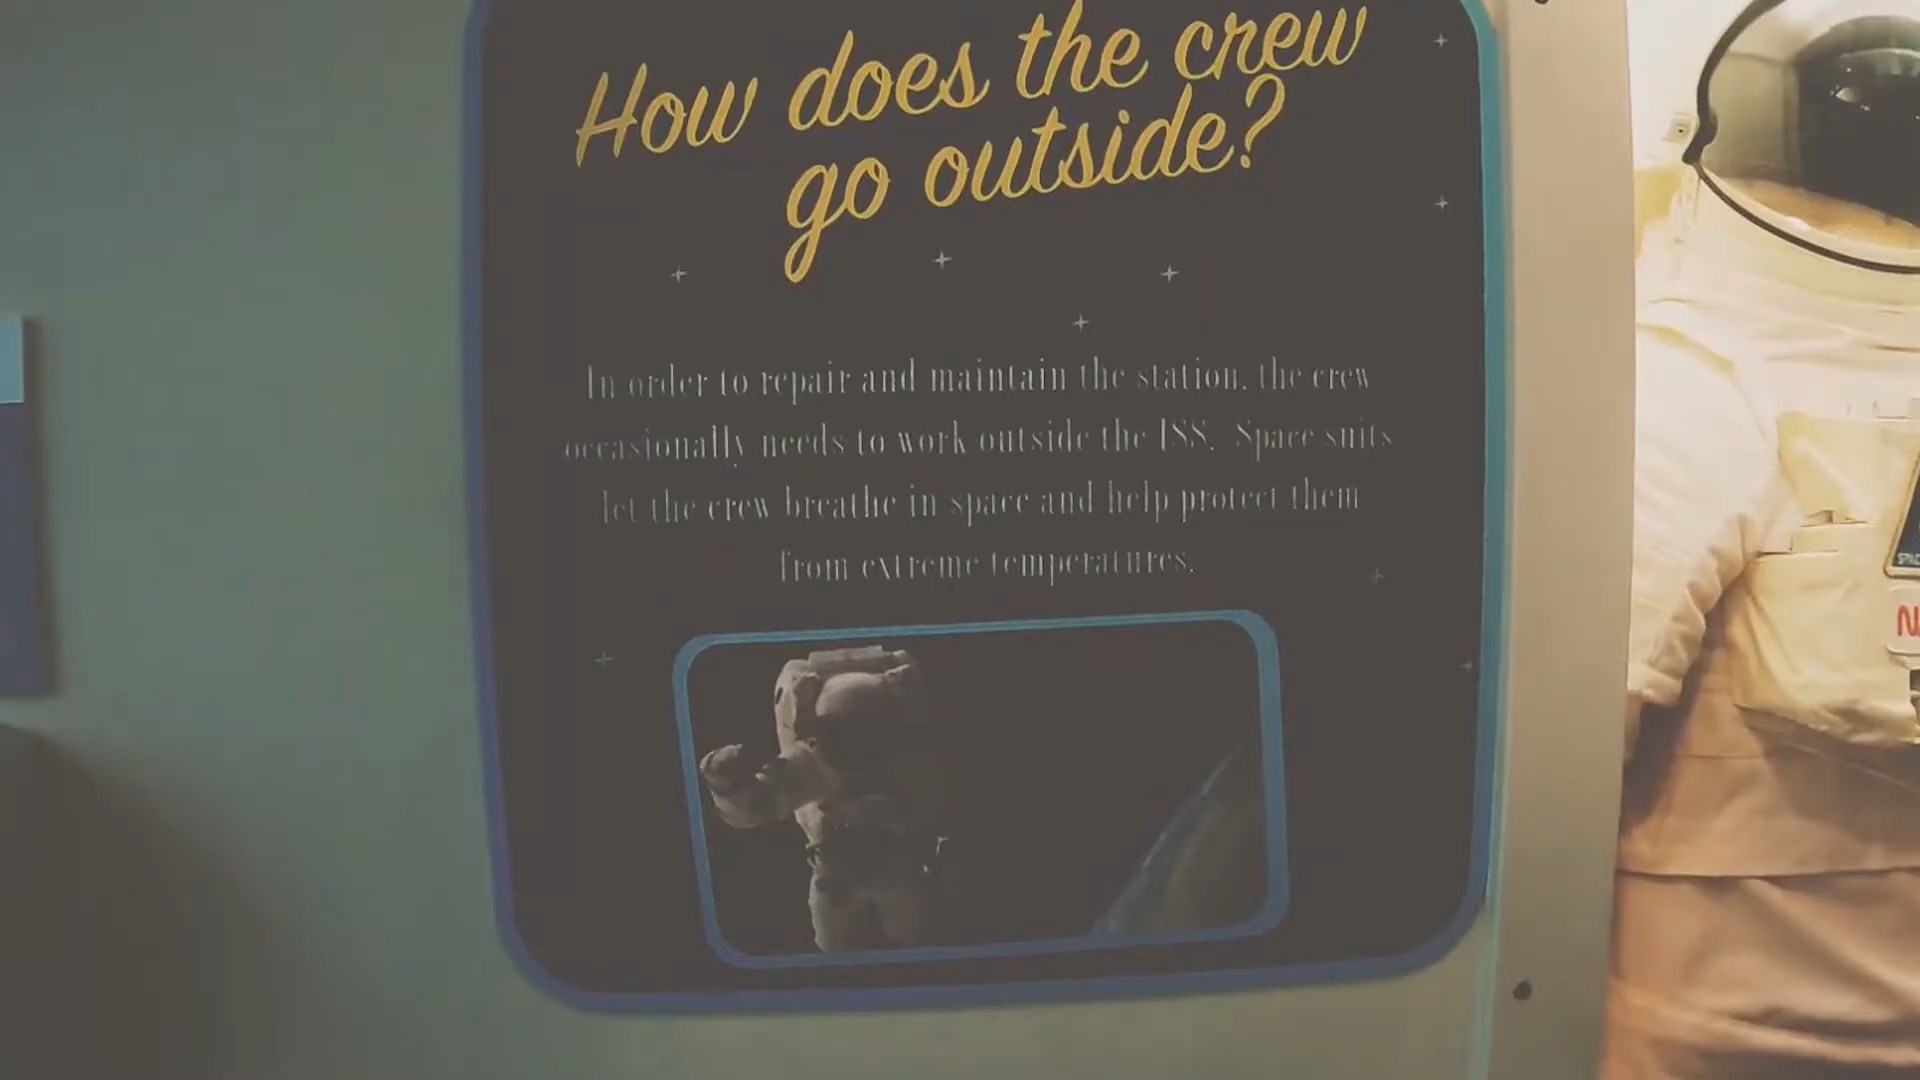 How does the crew
go outside?
In order to repair and maintain the station, the crew
occasionally needs to work outside the ISS. Space suits
let the crew breathe in space and help protect them
from extreme temperatures.